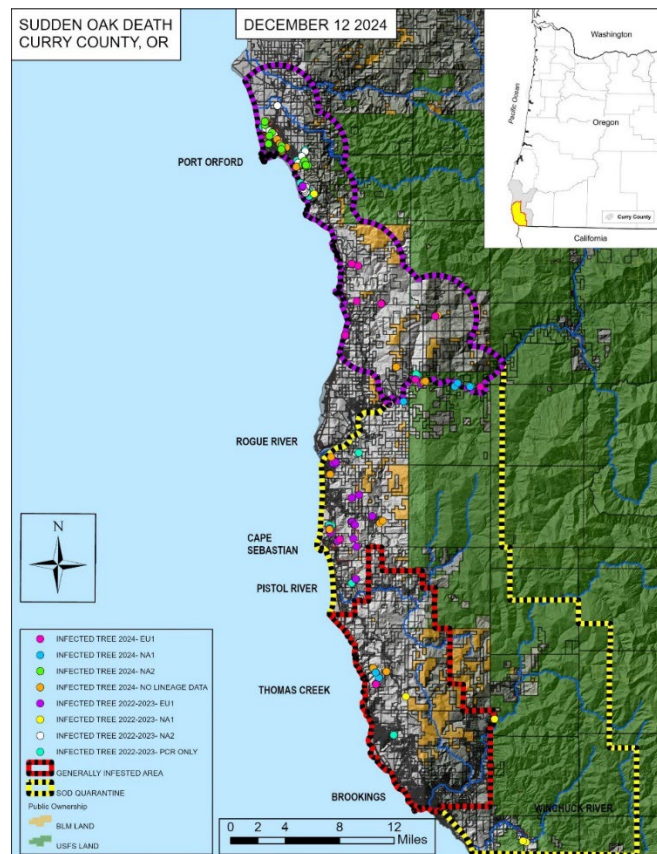 SUDDEN OAK DEATH
CURRY COUNTY, OR
DECEMBER 12 2024
Washington
Pacific Ocean
Oregon
Curry County
California
PORT ORFORD
ROGUE RIVER
CAPE
SEBASTIAN
PISTOL RIVER
THOMAS CREEK
BROOKINGS
WINCHUCK RIVER
N
INFECTED TREE 2024- EU1
INFECTED TREE 2024- NA1
INFECTED TREE 2024- NA2
INFECTED TREE 2024- NO LINEAGE DATA
INFECTED TREE 2022-2023- EU1
INFECTED TREE 2022-2023- NA1
INFECTED TREE 2022-2023- NA2
INFECTED TREE 2022-2023- PCR ONLY
GENERALLY INFESTED AREA
SOD QUARANTINE
Public Ownership
BLM LAND
USFS LAND
0 2 4 8 12
Miles